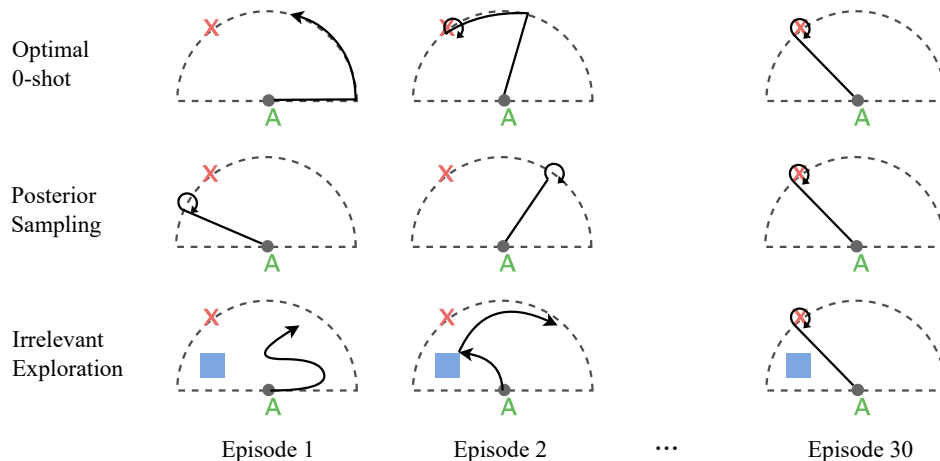 Optimal
0-shot
X
A
X
A
X
A
Posterior
Sampling
X
A
X
A
X
A
Irrelevant
Exploration
X
A
X
A
X
A
Episode 1
Episode 2
...
Episode 30